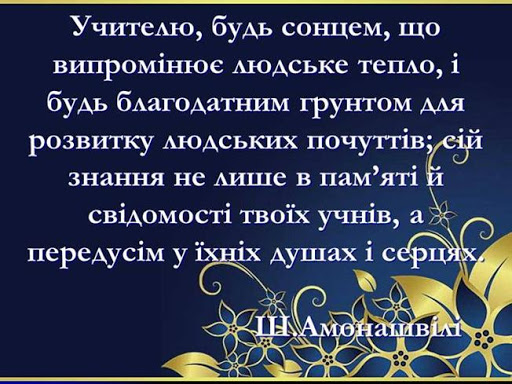 Учителю, будь сонцем, що
випромінює людське тепло, і
будь благодатним ґрунтом для
розвитку людських почуттів; сій
знання не лише в пам’яті й
свідомості твоїх учнів, а
передусім у їхніх душах і серцях.
Ш.Амонашвілі